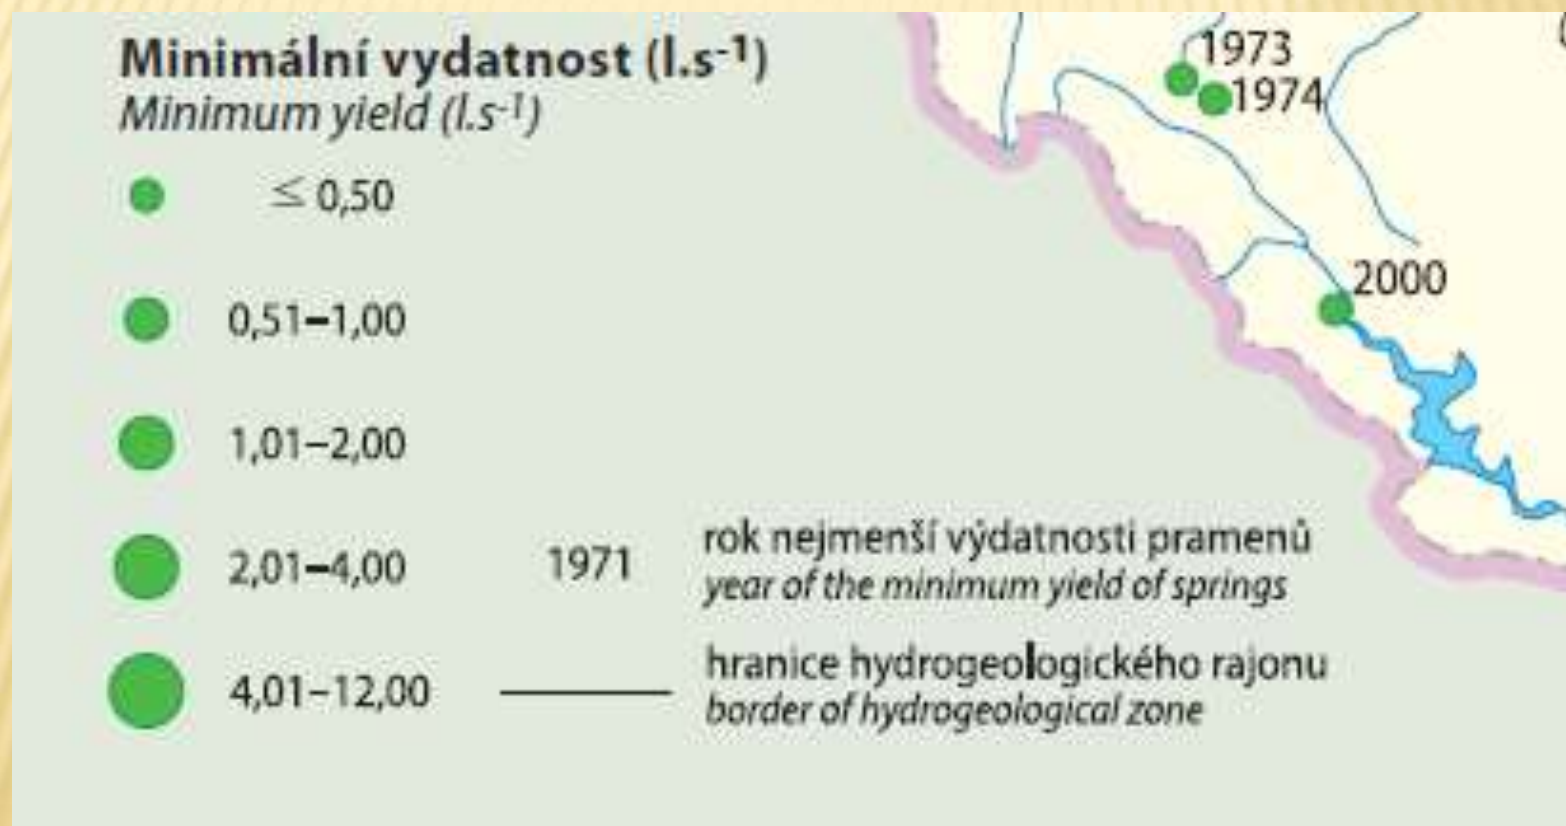 Minimální vydatnost (l.s-¹)
Minimum yield (l.s-¹)
≤ 0,50
0,51–1,00
1,01–2,00
2,01–4,00
4,01–12,00
1971
rok nejmenší výdatnosti pramenů
year of the minimum yield of springs
hranice hydrogeologického rajonu
border of hydrogeological zone
1973
1974
2000